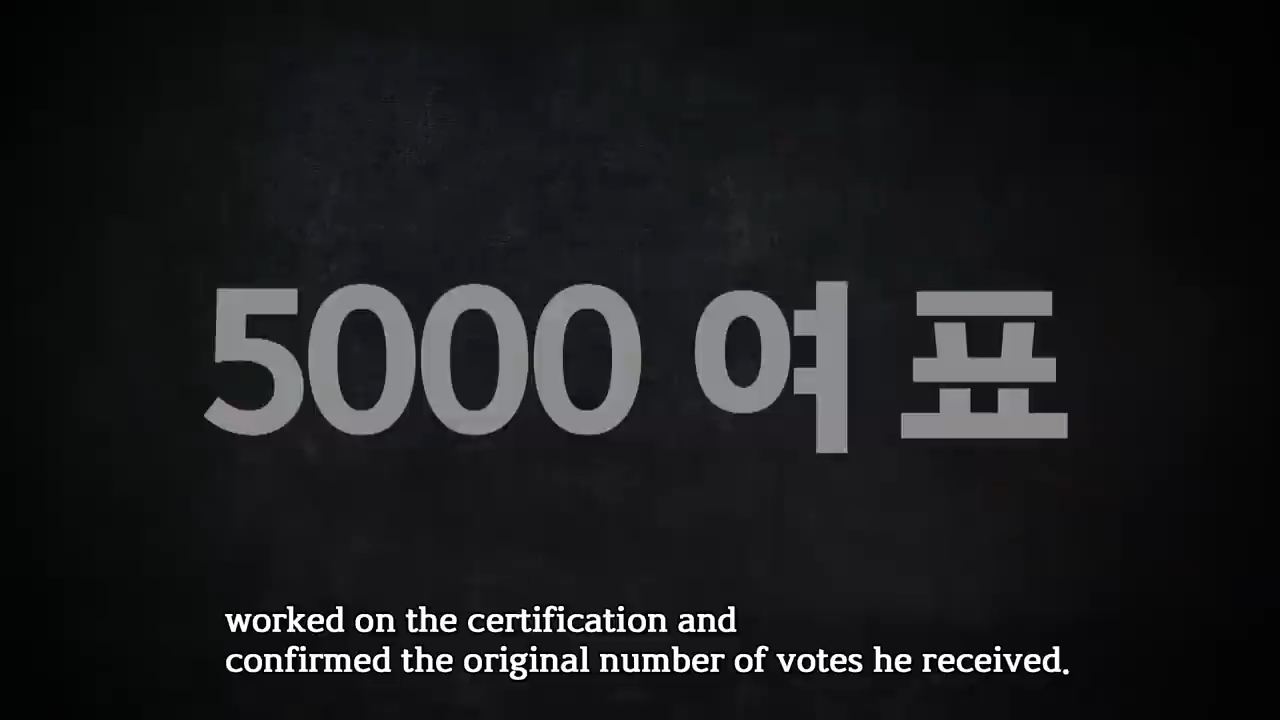 5000 여 표
worked on the certification and
confirmed the original number of votes he received.